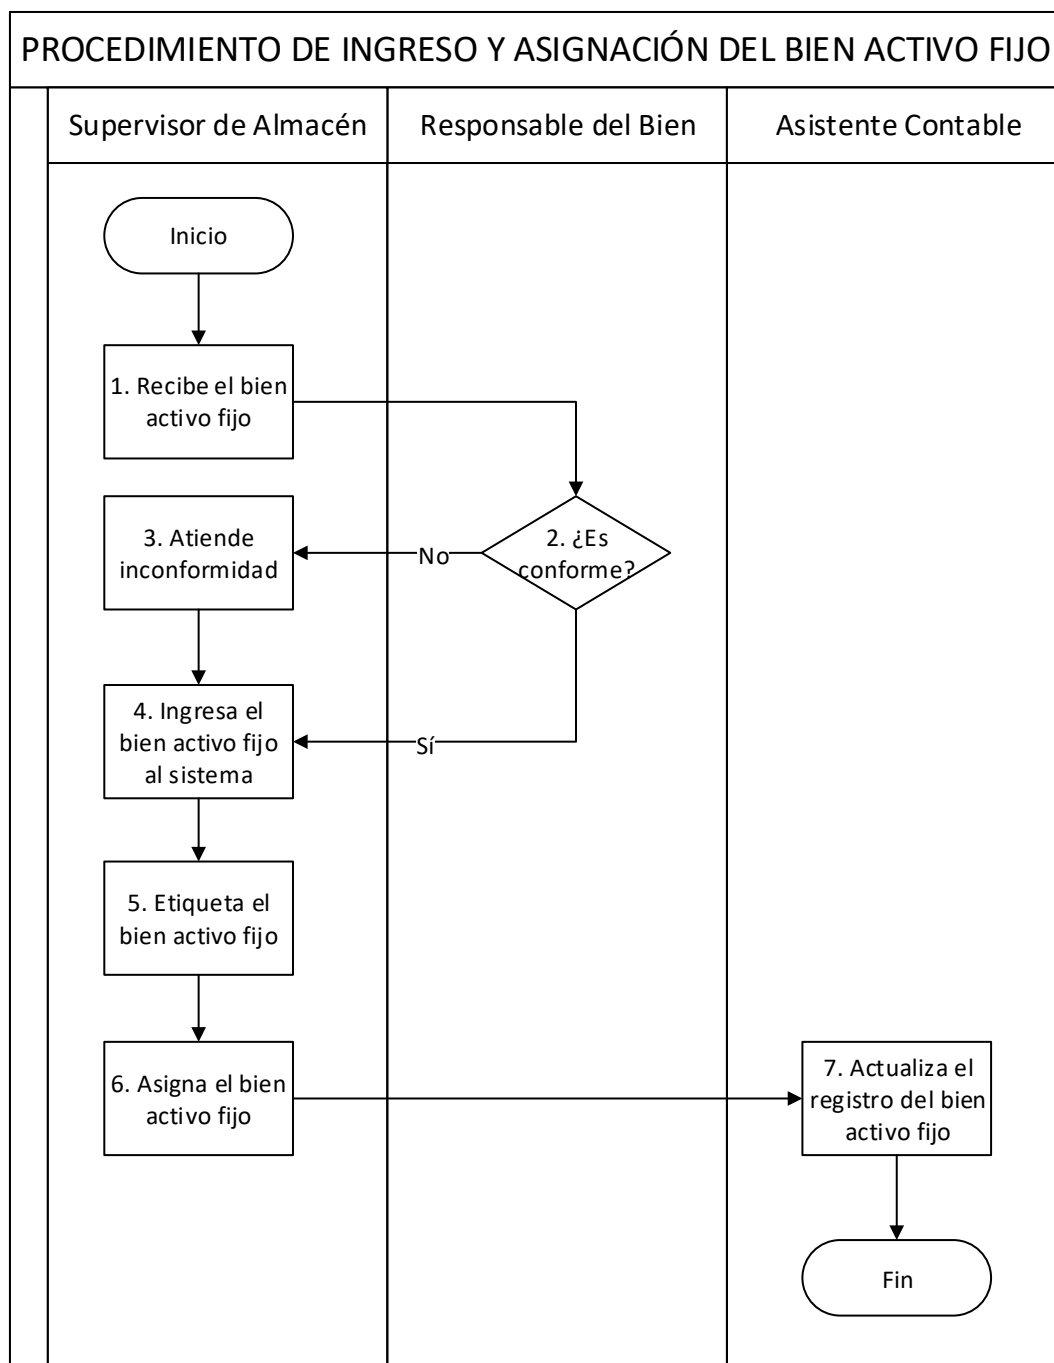 PROCEDIMIENTO DE INGRESO Y ASIGNACIÓN DEL BIEN ACTIVO FIJO
Supervisor de Almacén
Responsable del Bien
Asistente Contable
Inicio
1. Recibe el bien
activo fijo
2. ¿Es
conforme?
No
3. Atiende
inconformidad
Sí
4. Ingresa el
bien activo fijo
al sistema
5. Etiqueta el
bien activo fijo
6. Asigna el bien
activo fijo
7. Actualiza el
registro del bien
activo fijo
Fin